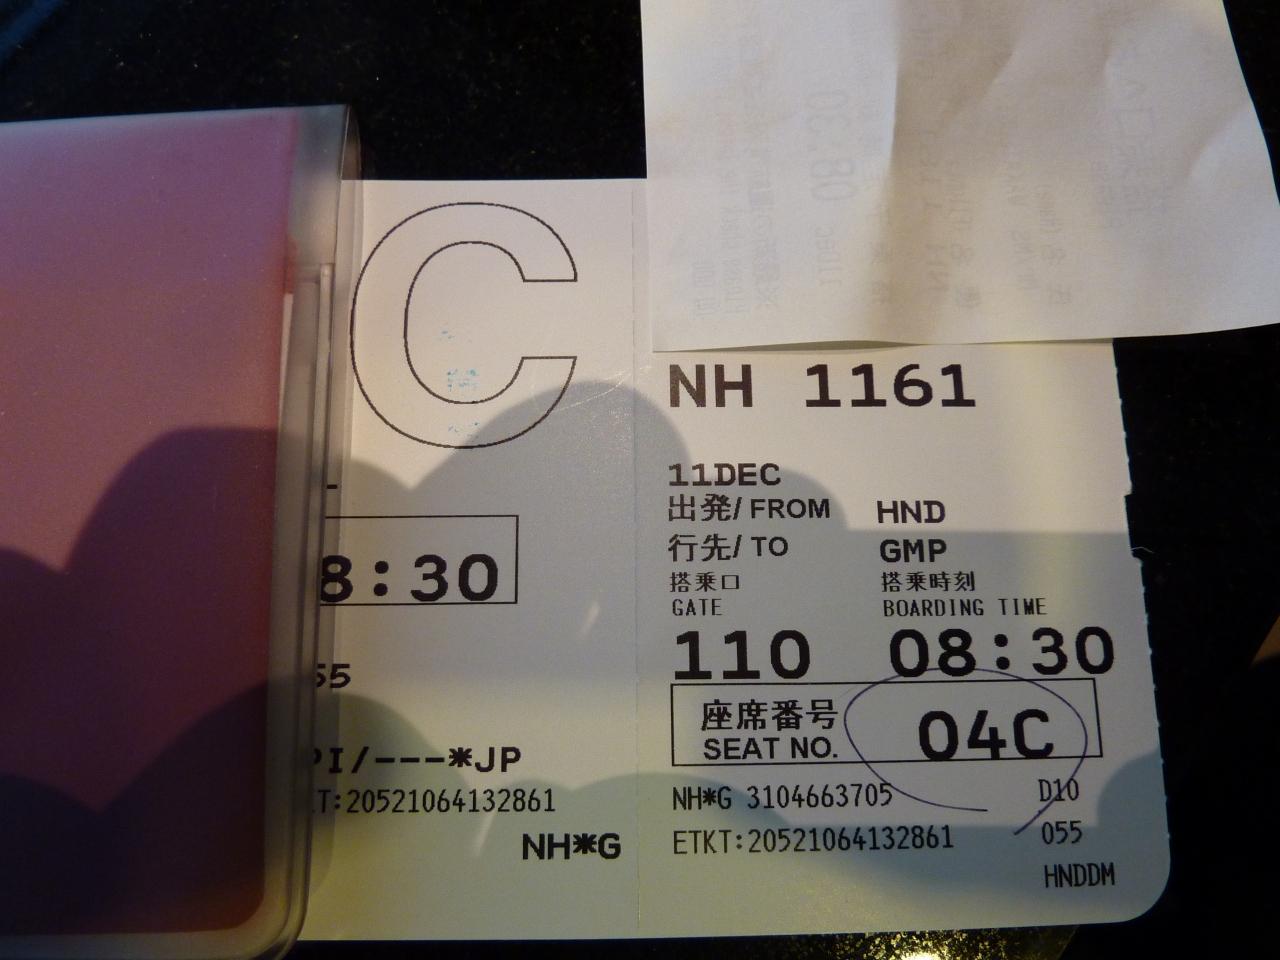 C
8:30
55
PI/---*JP
T:20521064132861
NH*G
NH 1161
11DEC
出発/ FROM HND
行先/ TO GMP
搭乗口 搭乗時刻
GATE BOARDING TIME
110 08:30
座席番号
SEAT NO. 04C
NH*G 3104663705 D10
ETKT:20521064132861 055
HNDDM